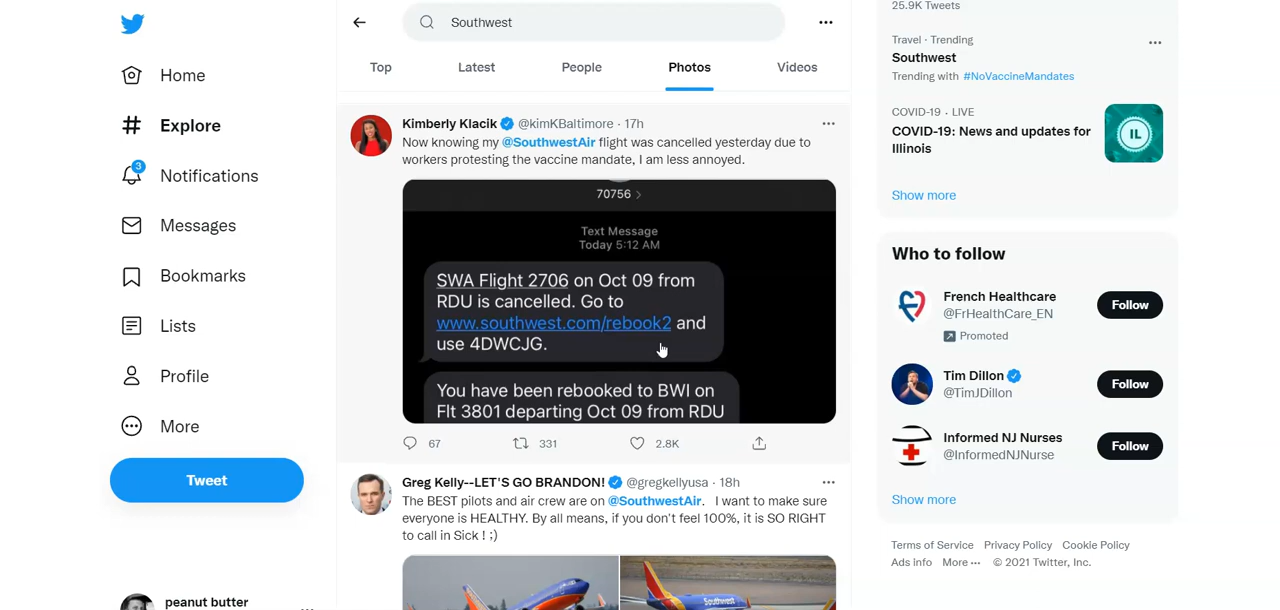 Home
Explore
3
Notifications
Messages
Bookmarks
Lists
Profile
More
Tweet
peanut butter
Southwest
Top
Latest
People
Photos
Videos
Kimberly Klacik @kimKBaltimore · 17h
Now knowing my @SouthwestAir flight was cancelled yesterday due to
workers protesting the vaccine mandate, I am less annoyed.
70756 >
Text Message
Today 5:12 AM
SWA Flight 2706 on Oct 09 from
RDU is cancelled. Go to
www.southwest.com/rebook2 and
use 4DWCJG.
You have been rebooked to BWI on
Flt 3801 departing Oct 09 from RDU
67
331
2.8K
Greg Kelly--LET'S GO BRANDON! @gregkellyusa · 18h
The BEST pilots and air crew are on @SouthwestAir. I want to make sure
everyone is HEALTHY. By all means, if you don't feel 100%, it is SO RIGHT
to call in Sick ! ;)
Southwest
25.9K Tweets
Travel · Trending
Southwest
Trending with #NoVaccineMandates
COVID-19 · LIVE
COVID-19: News and updates for
Illinois
IL
Show more
Who to follow
French Healthcare
@FrHealthCare_EN
Promoted
Follow
Tim Dillon
@TimJDillon
Follow
Informed NJ Nurses
@InformedNJNurse
Follow
Show more
Terms of Service Privacy Policy Cookie Policy
Ads info More ··· © 2021 Twitter, Inc.